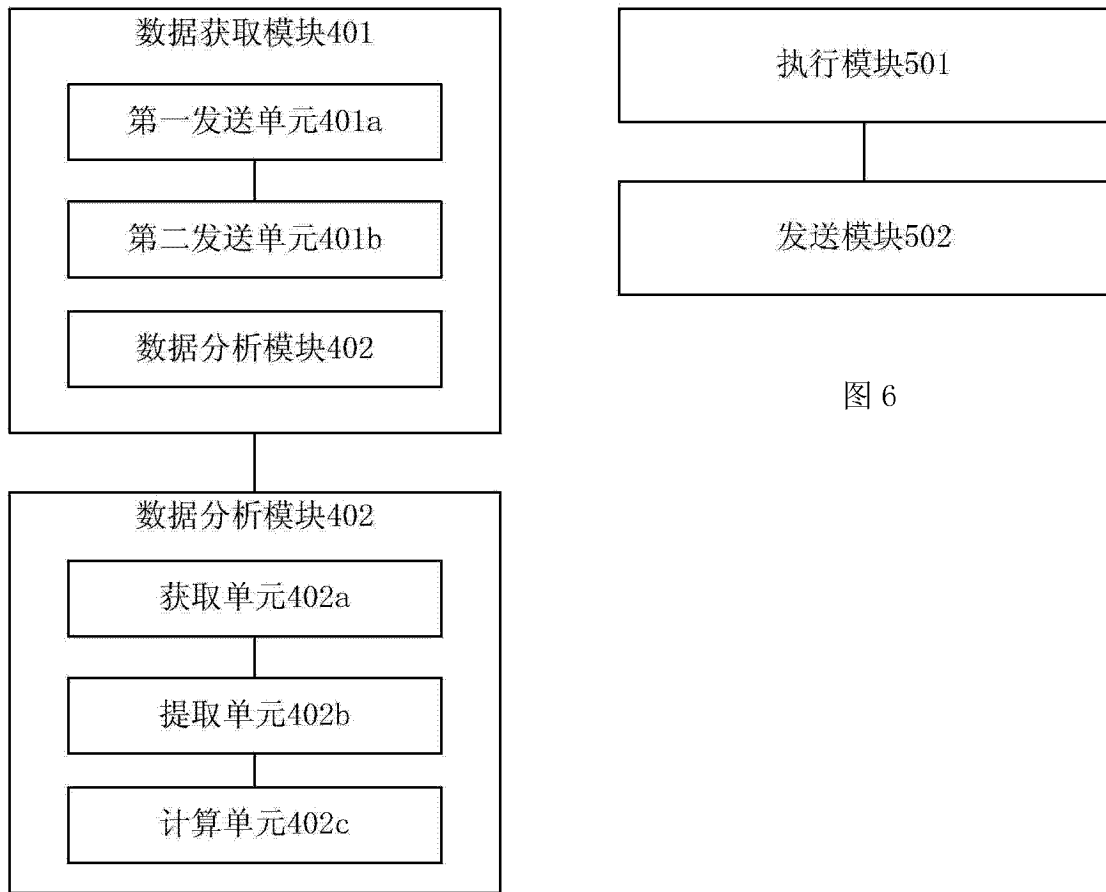 数据获取模块401
第一发送单元401a
第二发送单元401b
数据分析模块402
数据分析模块402
获取单元402a
提取单元402b
计算单元402c
执行模块501
发送模块502
图 6